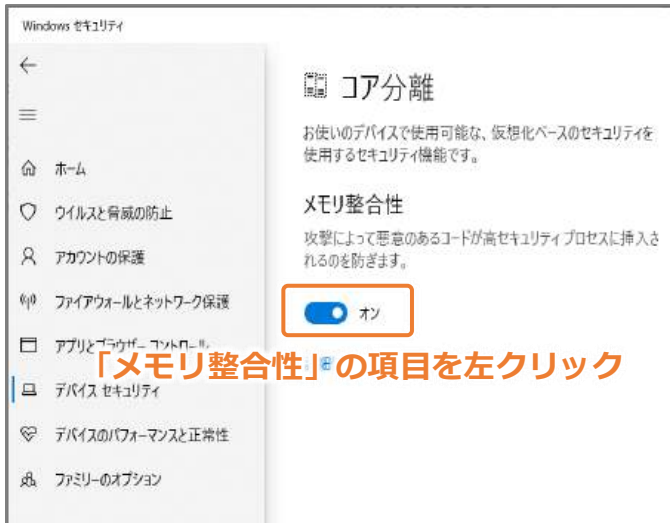 Windows セキュリティ
ホーム
ウイルスと脅威の防止
アカウントの保護
ファイアウォールとネットワーク保護
アプリとブラウザー コントロール
デバイス セキュリティ
デバイスのパフォーマンスと正常性
ファミリーのオプション
コア分離
お使いのデバイスで使用可能な、仮想化ベースのセキュリティを
使用するセキュリティ機能です。
メモリ整合性
攻撃によって悪意のあるコードが高セキュリティプロセスに挿入さ
れるのを防ぎます。
オン
「メモリ整合性」の項目を左クリック